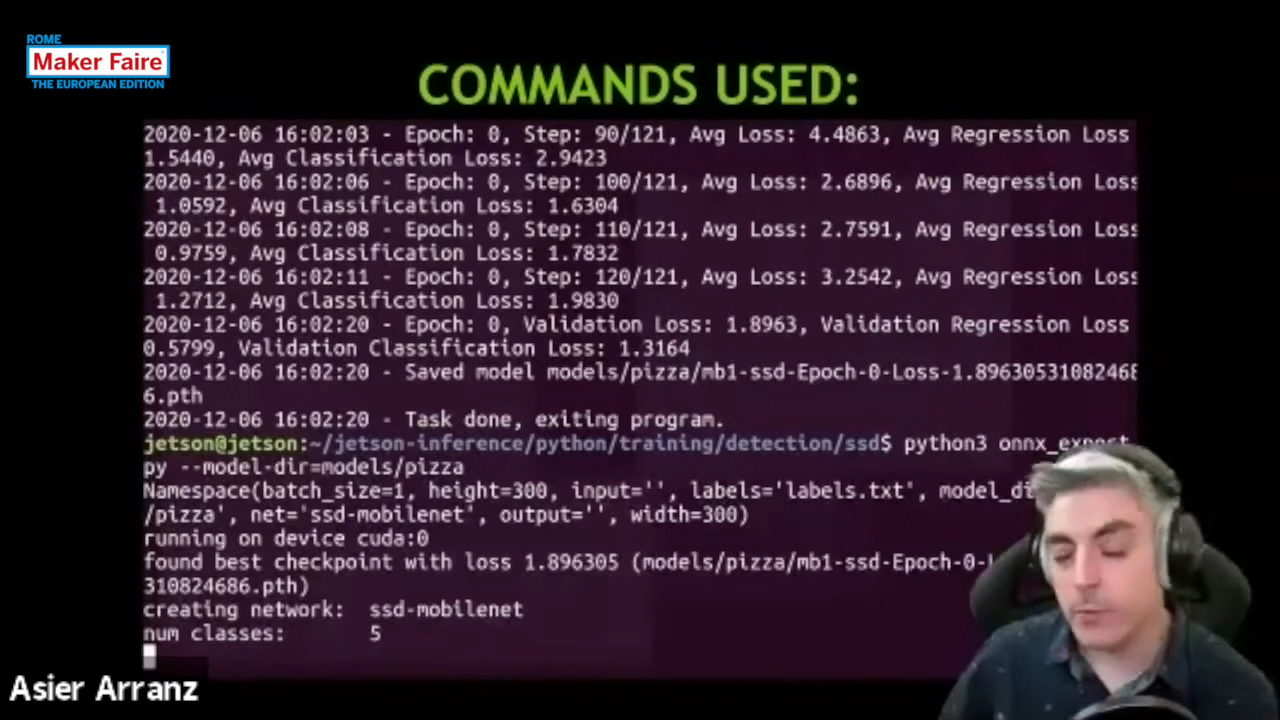 ROME
Maker Faire
THE EUROPEAN EDITION
COMMANDS USED:
2020-12-06 16:02:03 - Epoch: 0, Step: 90/121, Avg Loss: 4.4863, Avg Regression Loss
1.5440, Avg Classification Loss: 2.9423
2020-12-06 16:02:06 - Epoch: 0, Step: 100/121, Avg Loss: 2.6896, Avg Regression Loss
1.0592, Avg Classification Loss: 1.6304
2020-12-06 16:02:08 - Epoch: 0, Step: 110/121, Avg Loss: 2.7591, Avg Regression Loss
0.9759, Avg Classification Loss: 1.7832
2020-12-06 16:02:11 - Epoch: 0, Step: 120/121, Avg Loss: 3.2542, Avg Regression Loss
1.2712, Avg Classification Loss: 1.9830
2020-12-06 16:02:20 - Epoch: 0, Validation Loss: 1.8963, Validation Regression Loss
0.5799, Validation Classification Loss: 1.3164
2020-12-06 16:02:20 - Saved model models/pizza/mb1-ssd-Epoch-0-Loss-1.896305310824686
6.pth
2020-12-06 16:02:20 - Task done, exiting program.
jetson@jetson:~/jetson-inference/python/training/detection/ssd$ python3 onnx_export
py --model-dir=models/pizza
Namespace(batch_size=1, height=300, input='', labels='labels.txt', model_di
/pizza', net='ssd-mobilenet', output='', width=300)
running on device cuda:0
found best checkpoint with loss 1.896305 (models/pizza/mb1-ssd-Epoch-0-
310824686.pth)
creating network: ssd-mobilenet
num classes: 5
Asier Arranz